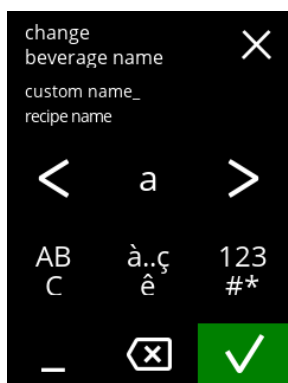 change
beverage name
custom name_
recipe name
< a >
AB à..ç 123
C ê #*
_